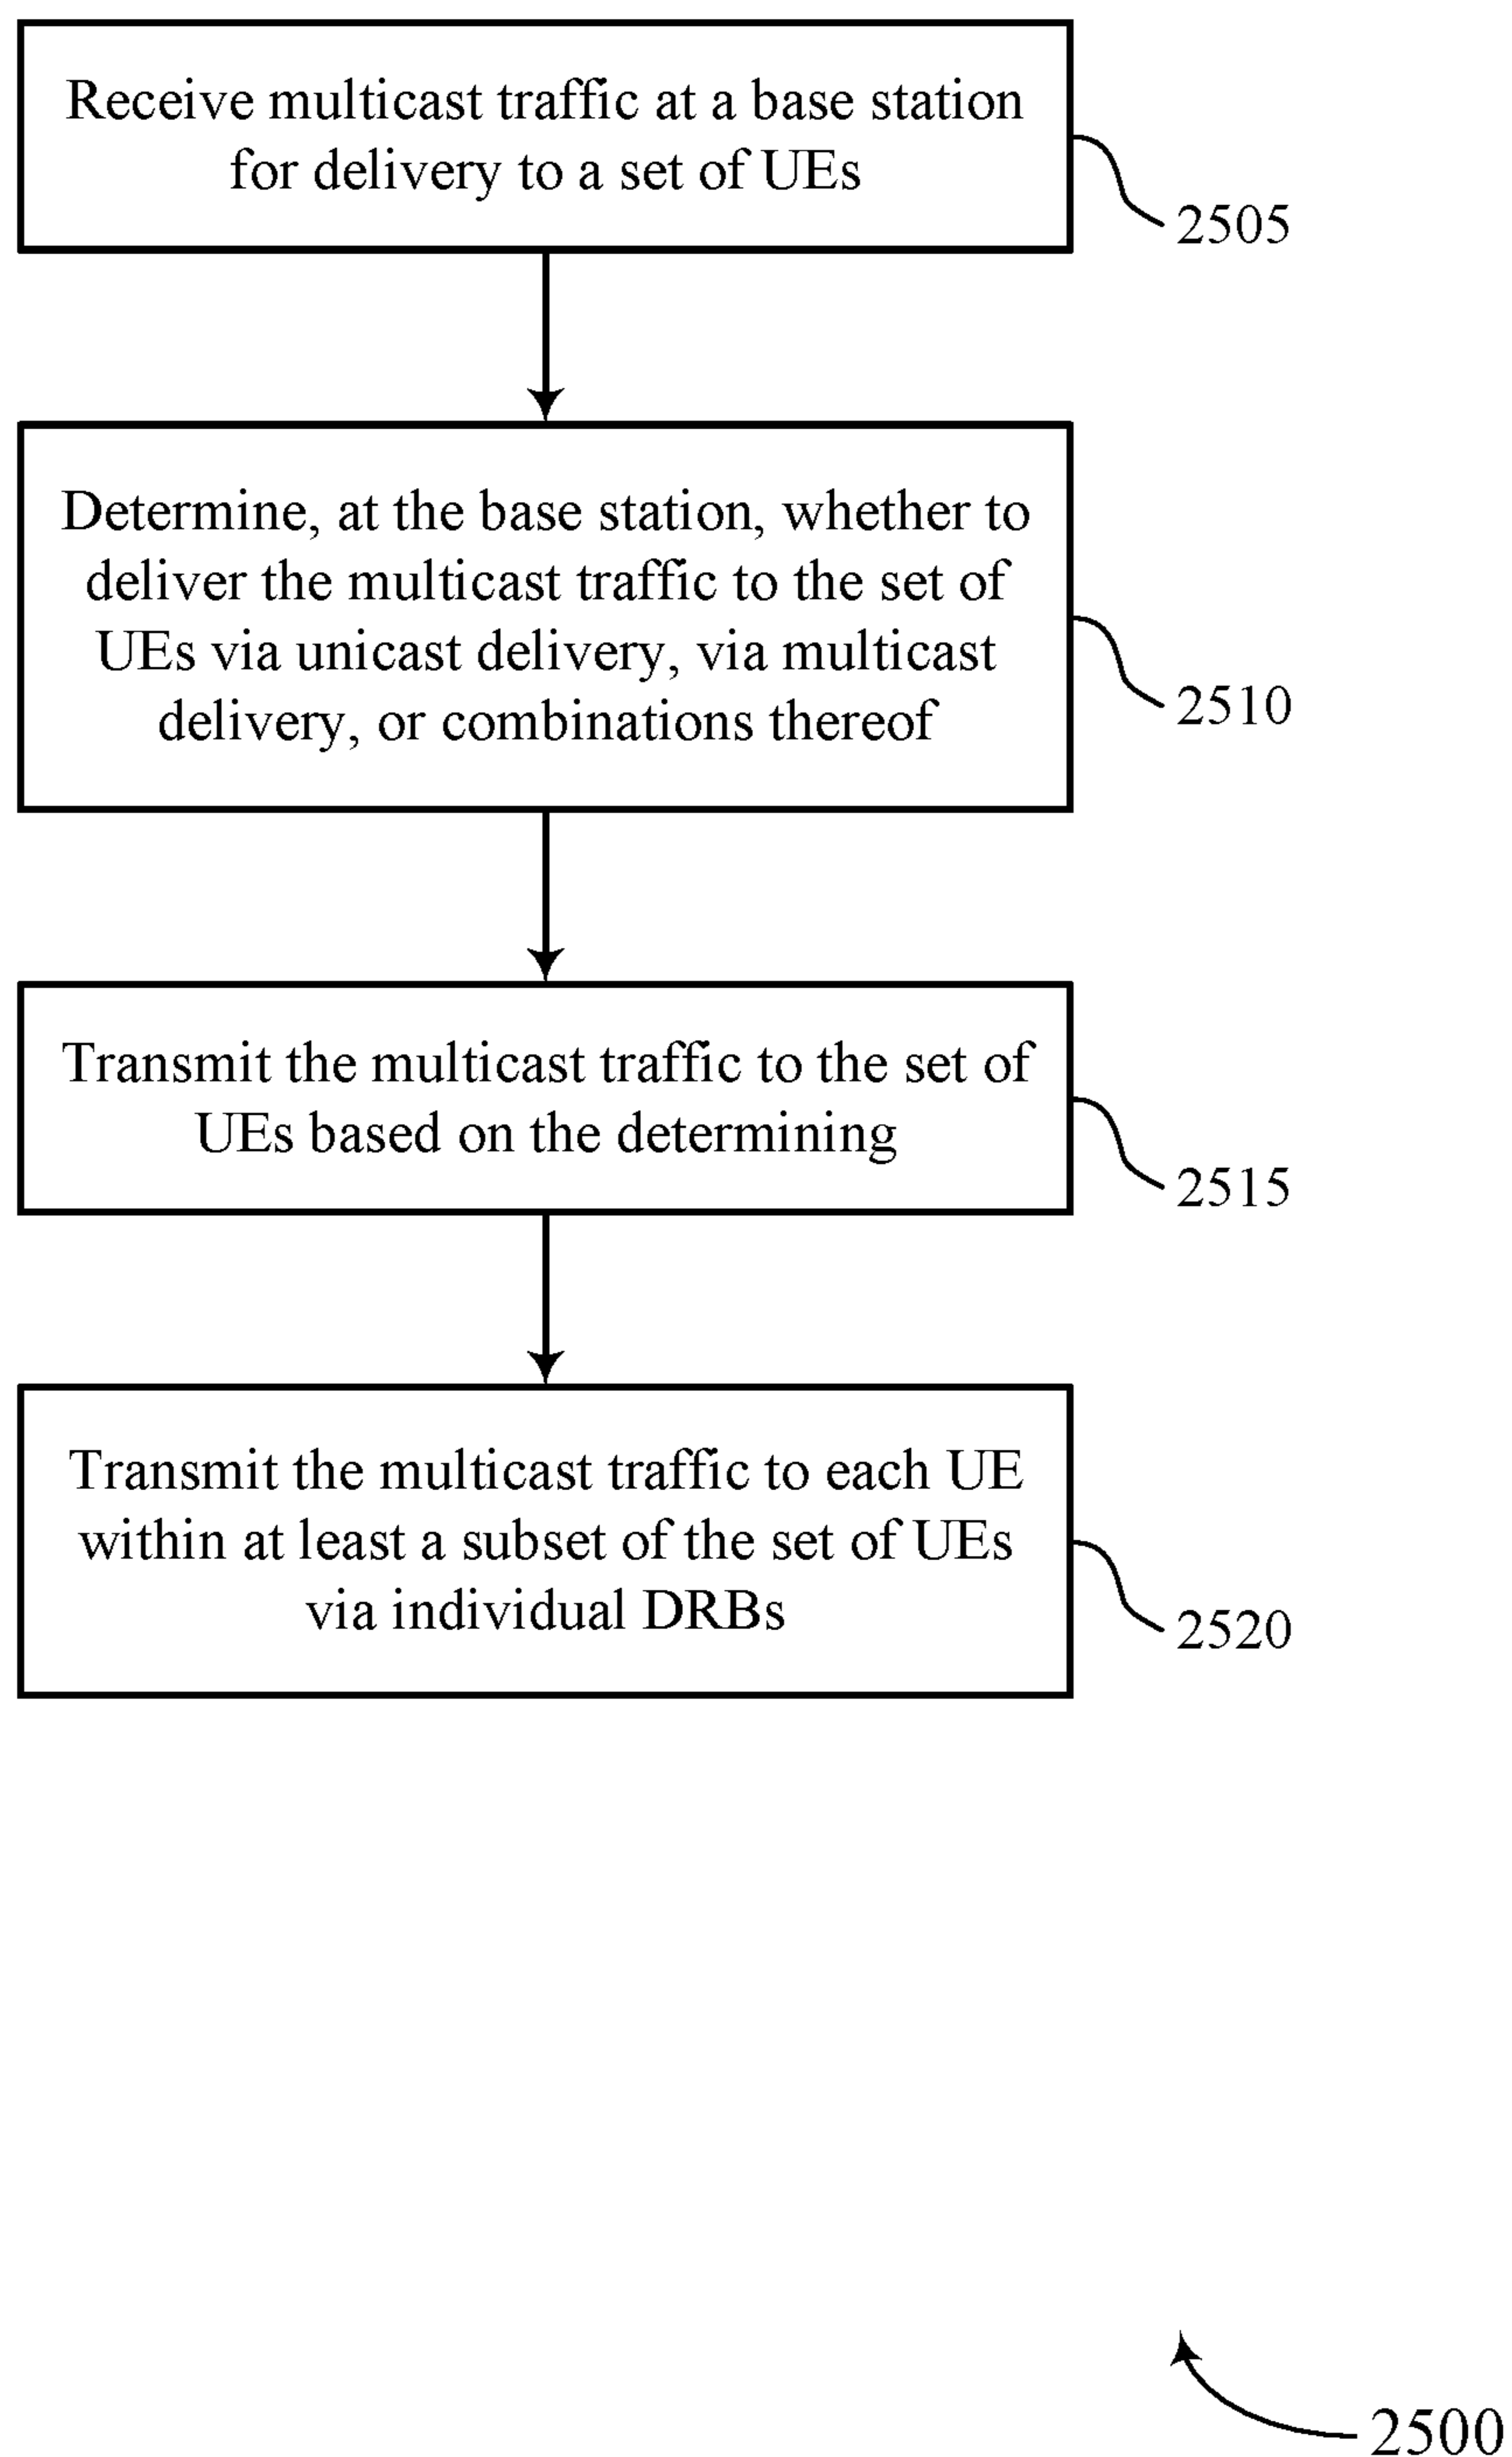 Receive multicast traffic at a base station
for delivery to a set of UEs
2505
Determine, at the base station, whether to
deliver the multicast traffic to the set of
UEs via unicast delivery, via multicast
delivery, or combinations thereof
2510
Transmit the multicast traffic to the set of
UEs based on the determining
2515
Transmit the multicast traffic to each UE
within at least a subset of the set of UEs
via individual DRBs
2520
2500